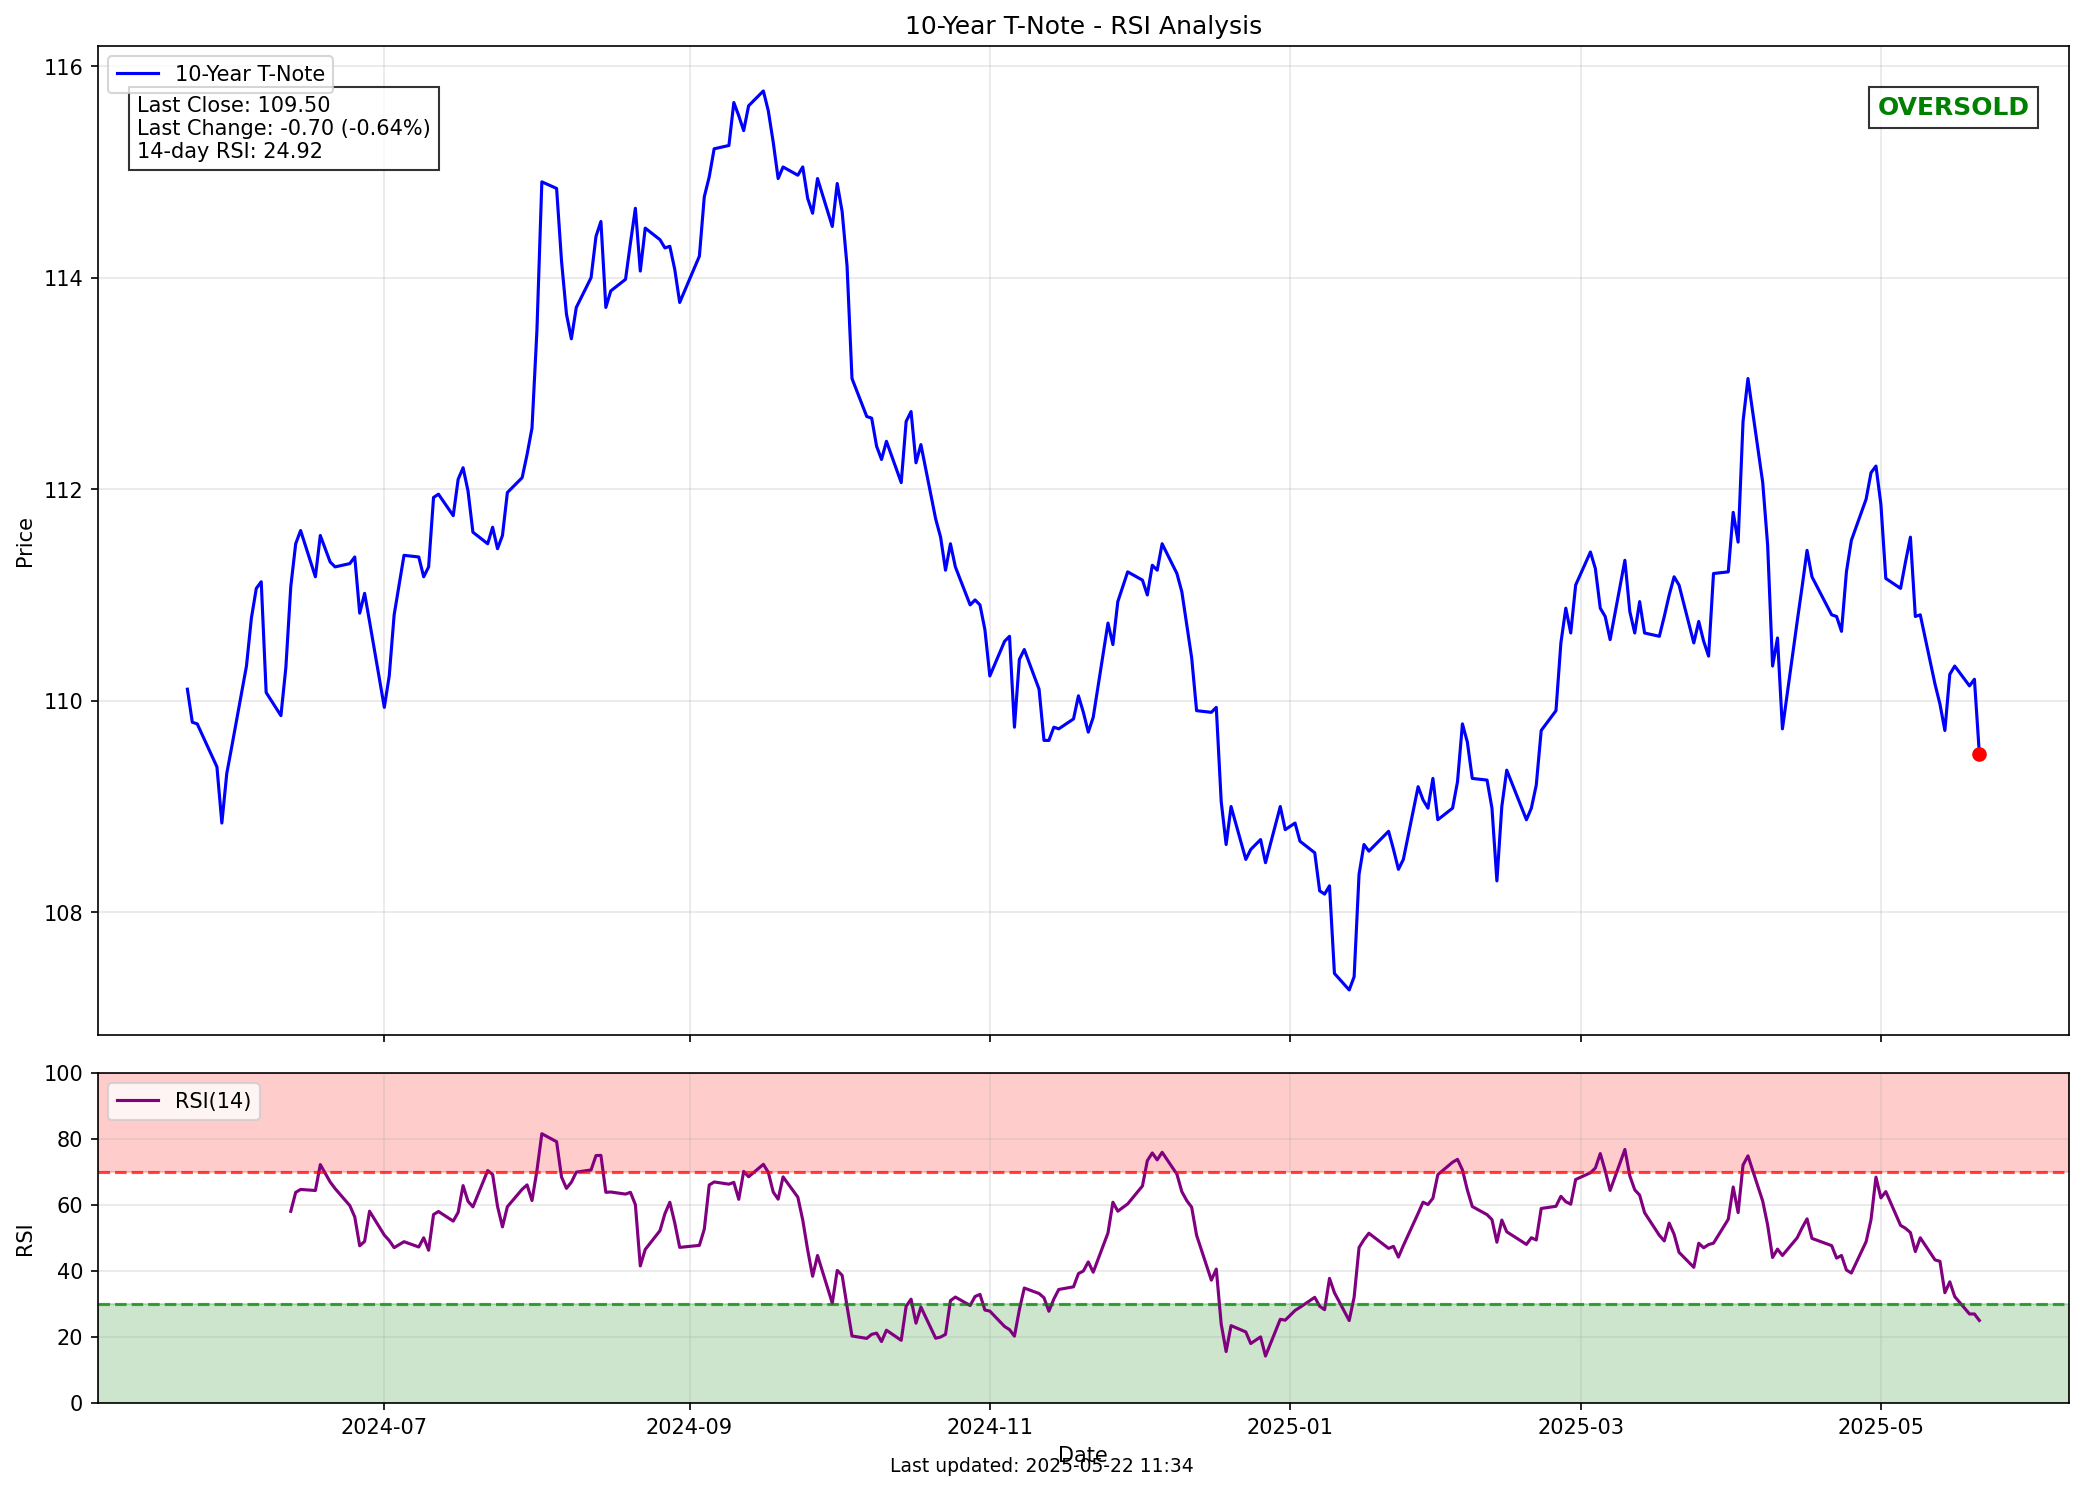 10-Year T-Note - RSI Analysis
10-Year T-Note
Last Close: 109.50
Last Change: -0.70 (-0.64%)
14-day RSI: 24.92
OVERSOLD
116
114
112
110
108
Price
100
80
60
40
20
0
RSI
RSI(14)
2024-07
2024-09
2024-11
2025-01
2025-03
2025-05
Date
Last updated: 2025-05-22 11:34